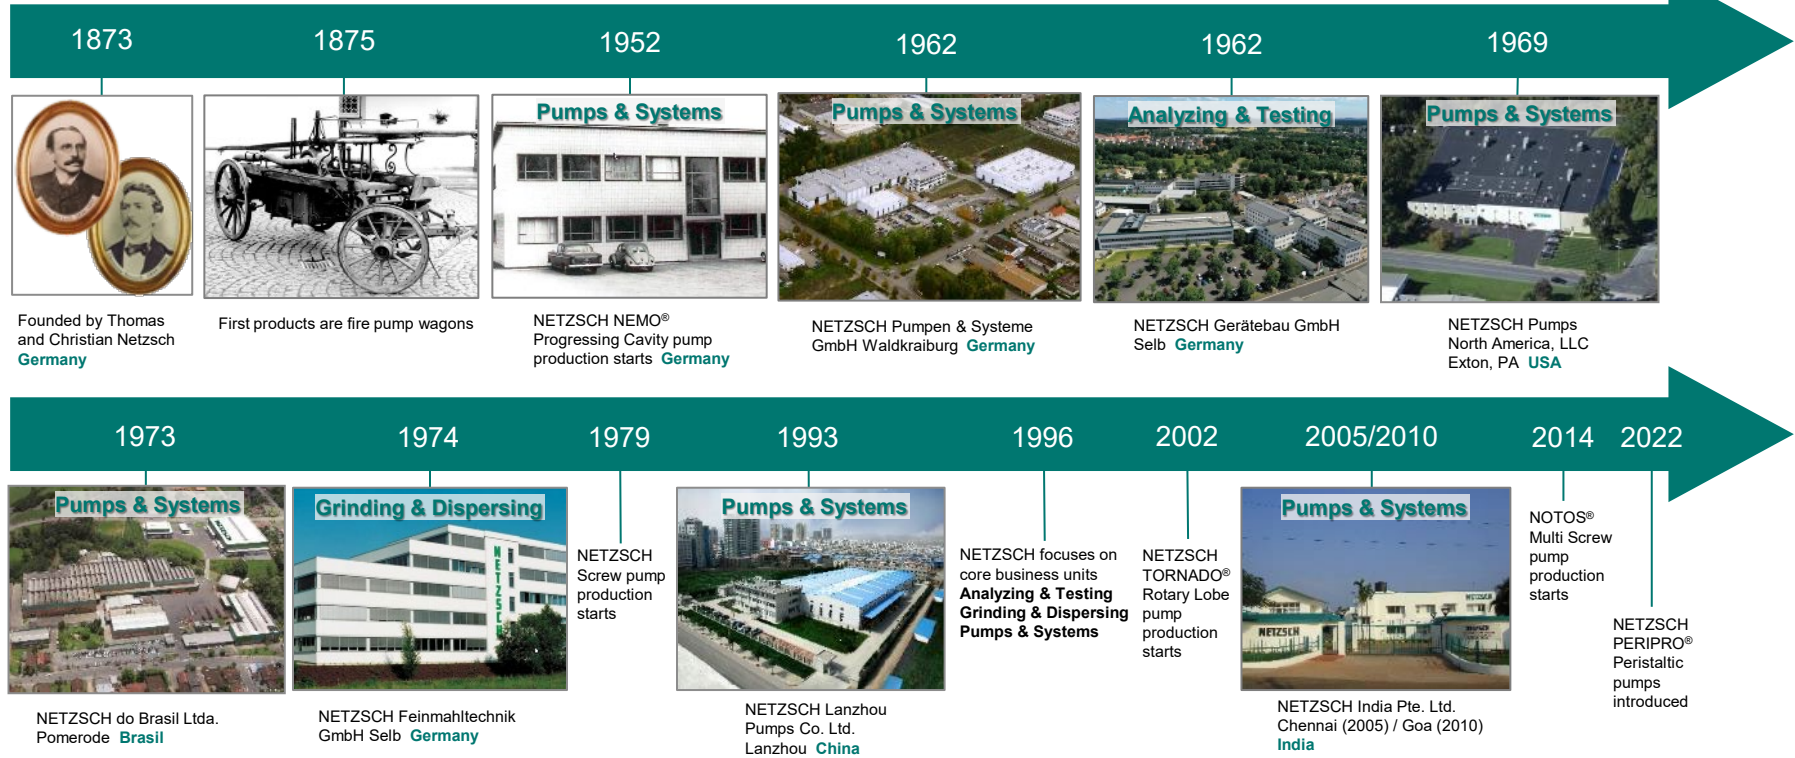 1873
1875
1952
1962
1962
1969
Pumps & Systems
Pumps & Systems
Analyzing & Testing
Pumps & Systems
Founded by Thomas
and Christian Netzsch
Germany
First products are fire pump wagons
NETZSCH NEMO®
Progressing Cavity pump
production starts Germany
NETZSCH Pumpen & Systeme
GmbH Waldkraiburg Germany
NETZSCH Gerätebau GmbH
Selb Germany
NETZSCH Pumps
North America, LLC
Exton, PA USA
1973
1974
1979
1993
1996
2002
2005/2010
2014
2022
Pumps & Systems
NETZSCH do Brasil Ltda.
Pomerode Brasil
Grinding & Dispersing
NETZSCH
NETZSCH Feinmahltechnik
GmbH Selb Germany
NETZSCH
Screw pump
production
starts
Pumps & Systems
NETZSCH Lanzhou
Pumps Co. Ltd.
Lanzhou China
NETZSCH focuses on
core business units
Analyzing & Testing
Grinding & Dispersing
Pumps & Systems
NETZSCH
TORNADO®
Rotary Lobe
pump
production
starts
Pumps & Systems
NETZSCH
NETZSCH
NETZSCH India Pte. Ltd.
Chennai (2005) / Goa (2010)
India
NOTOS®
Multi Screw
pump
production
starts
NETZSCH
PERIPRO®
Peristaltic
pumps
introduced